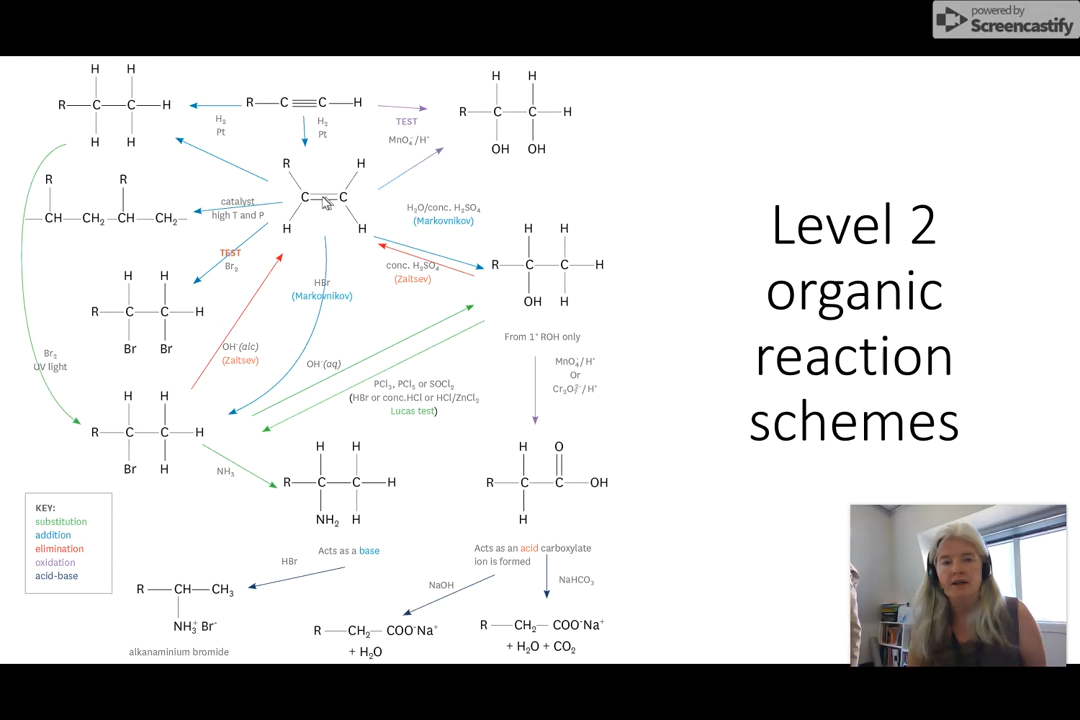 powered by
Screencastify
H H
R C C H
H H
H₂
Pt
R C C H
H₂
Pt
TEST
MnO₄⁻/H⁺
H H
R C C H
OH OH
R H
C C
H H
R R
CH CH₂ CH CH₂
catalyst
high T and P
TEST
Br₂
H₂O/conc. H₂SO₄
(Markovnikov)
conc. H₂SO₄
(Zaitsev)
H H
R C C H
OH H
HBr
(Markovnikov)
H H
R C C H
Br Br
OH⁻(alc)
(Zaitsev)
OH⁻(aq)
From 1° ROH only
MnO₄⁻/H⁺
Or
Cr₂O₇²⁻/H⁺
Br₂
UV light
PCl₃, PCl₅ or SOCl₂
(HBr or conc.HCl or HCl/ZnCl₂
Lucas test)
H H
R C C H
Br H
NH₃
H H
R C C H
NH₂ H
H O
R C C OH
H
KEY:
substitution
addition
elimination
oxidation
acid-base
Acts as a base
HBr
Acts as an acid carboxylate
ion is formed
NaOH
NaHCO₃
R CH CH₃
NH₃⁺ Br⁻
alkanaminium bromide
R CH₂ COO⁻Na⁺
+ H₂O
R CH₂ COO⁻Na⁺
+ H₂O + CO₂
Level 2
organic
reaction
schemes